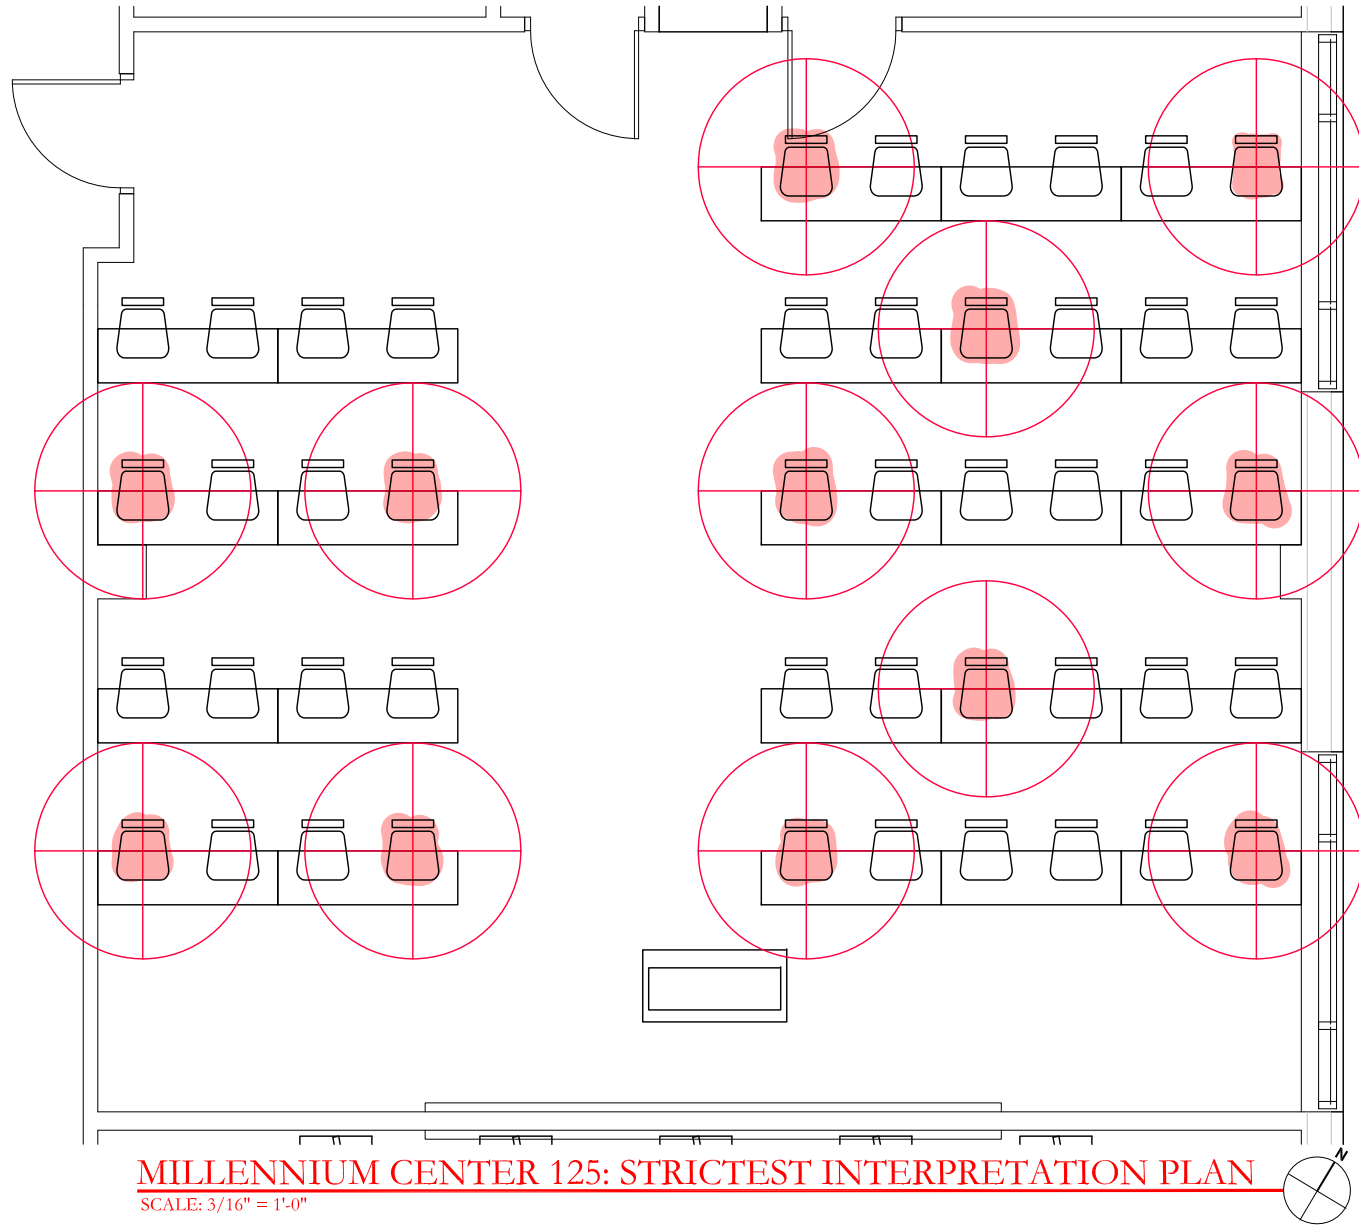 MILLENNIUM CENTER 125: STRICTEST INTERPRETATION PLAN
N
SCALE: 3/16" = 1'-0"